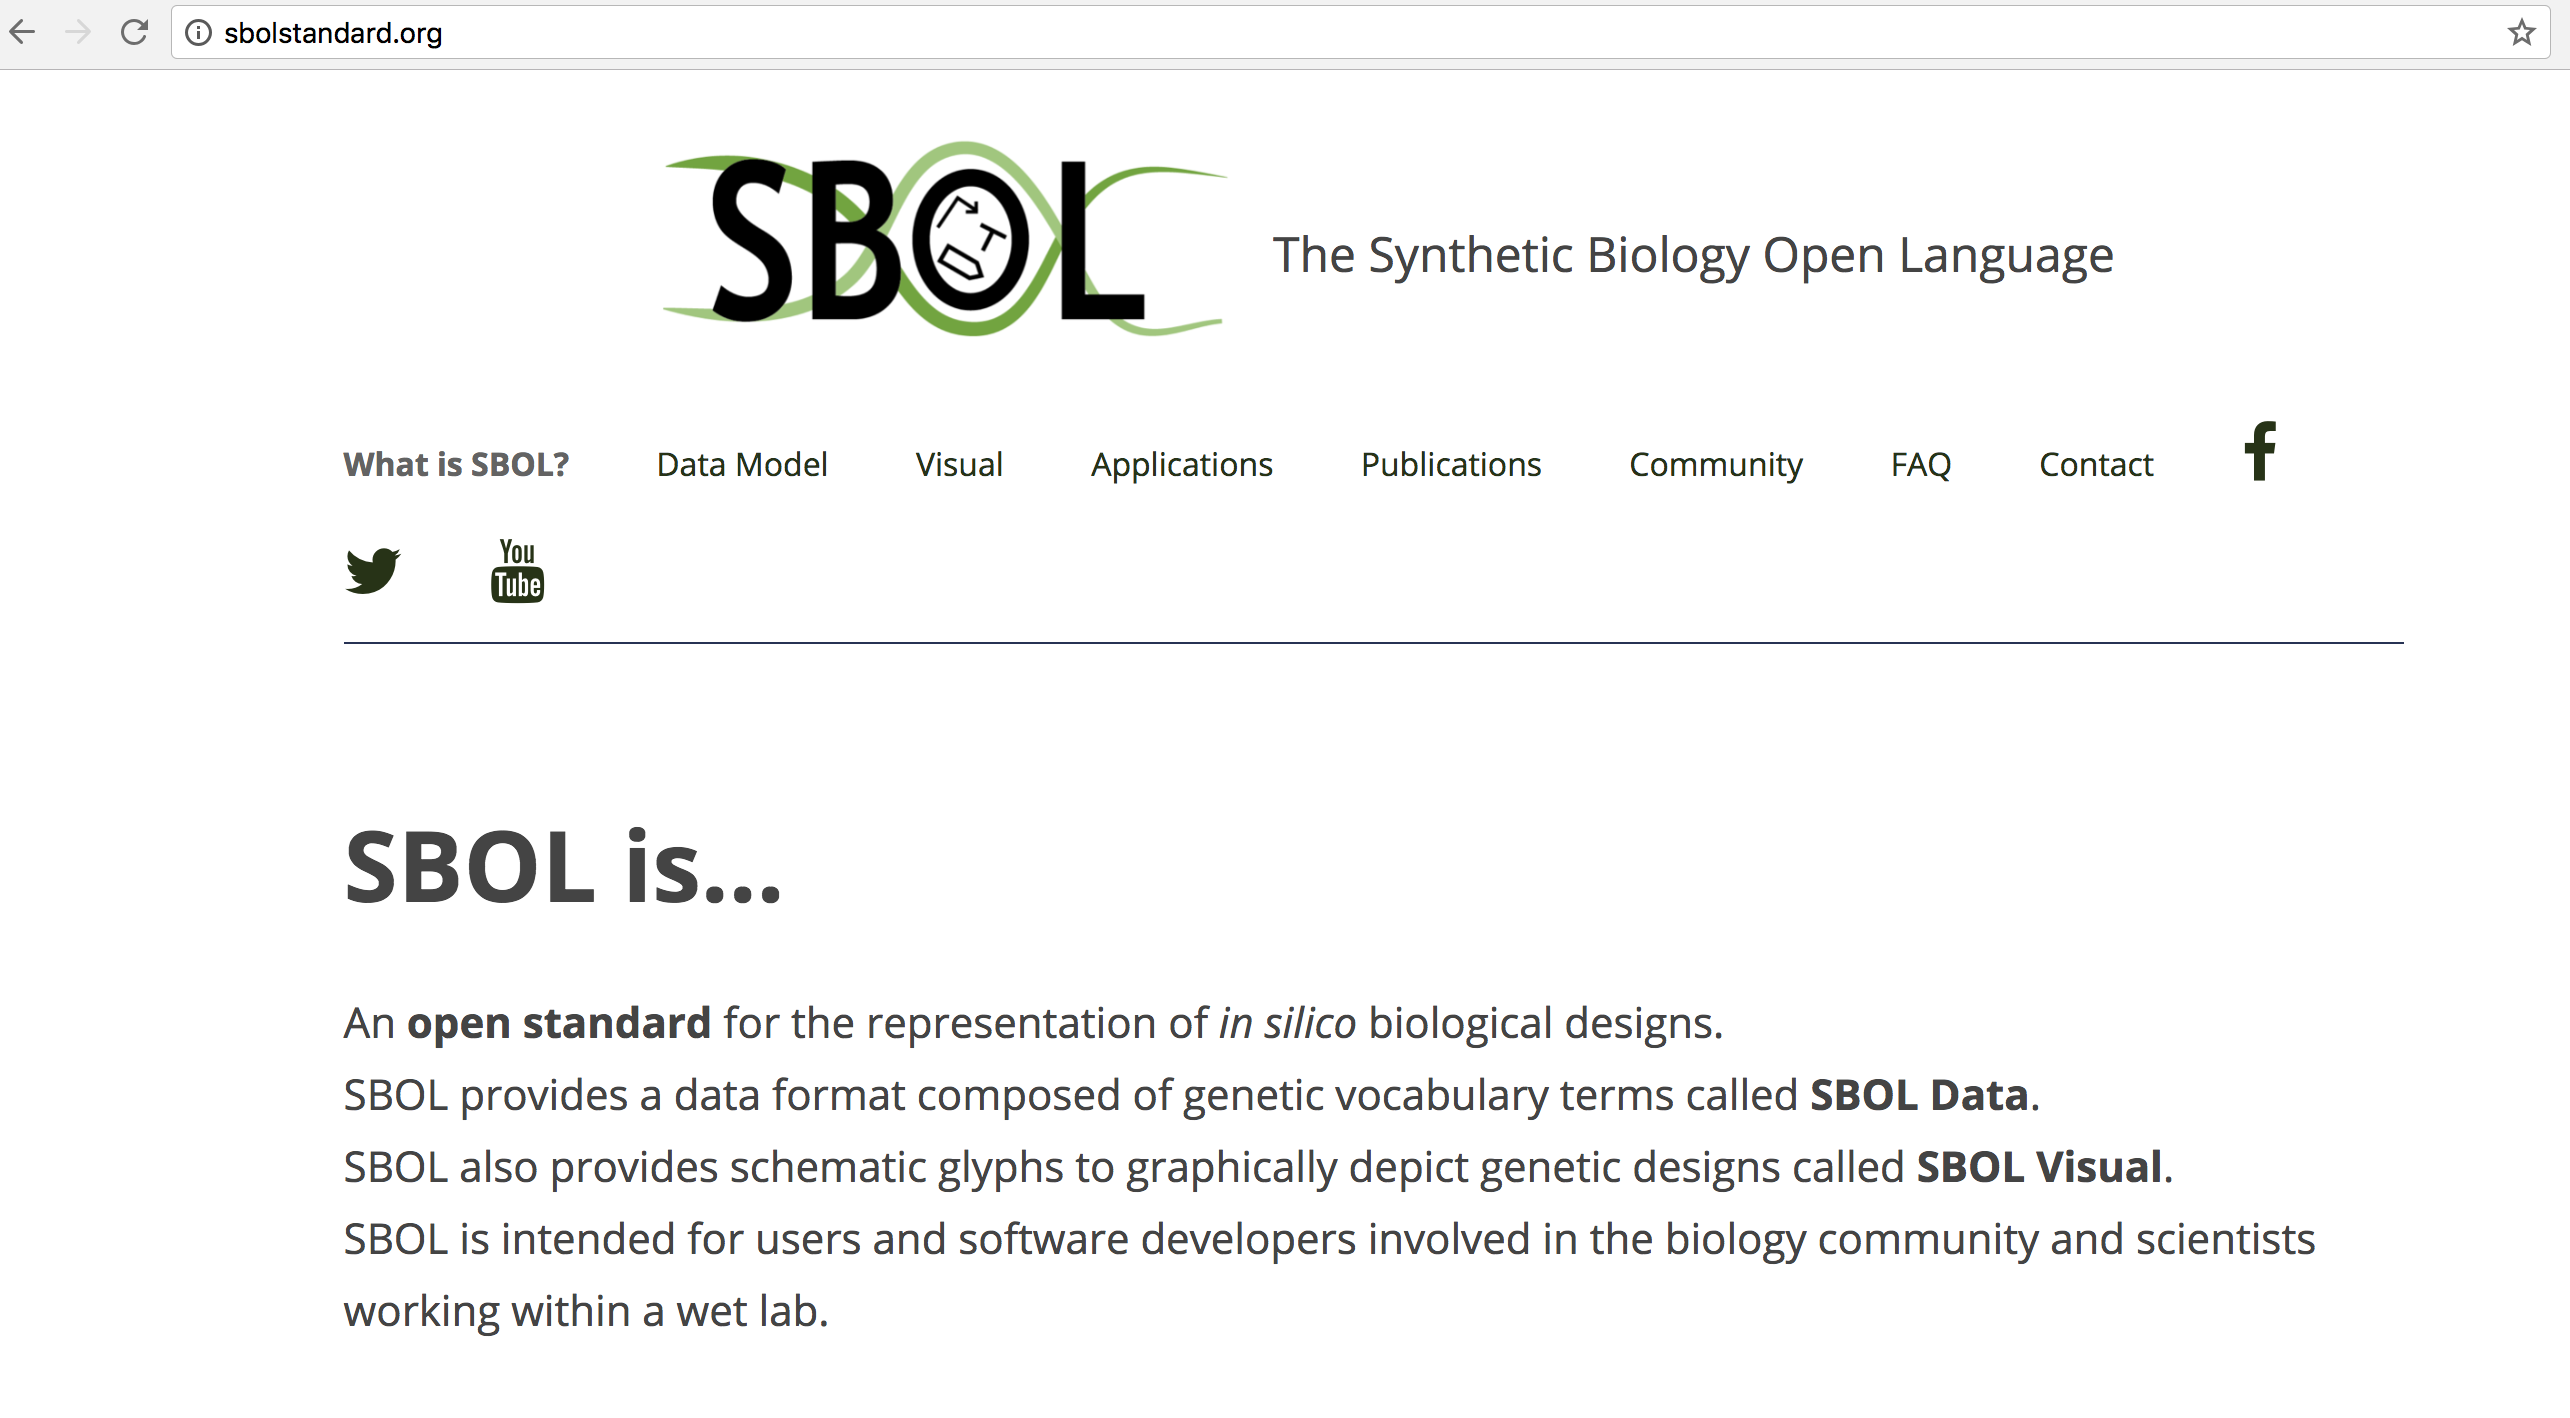 sbolstandard.org
SBOL
The Synthetic Biology Open Language
What is SBOL? Data Model Visual Applications Publications Community FAQ Contact f
You
Tube
SBOL is...
An open standard for the representation of in silico biological designs.
SBOL provides a data format composed of genetic vocabulary terms called SBOL Data.
SBOL also provides schematic glyphs to graphically depict genetic designs called SBOL Visual.
SBOL is intended for users and software developers involved in the biology community and scientists
working within a wet lab.